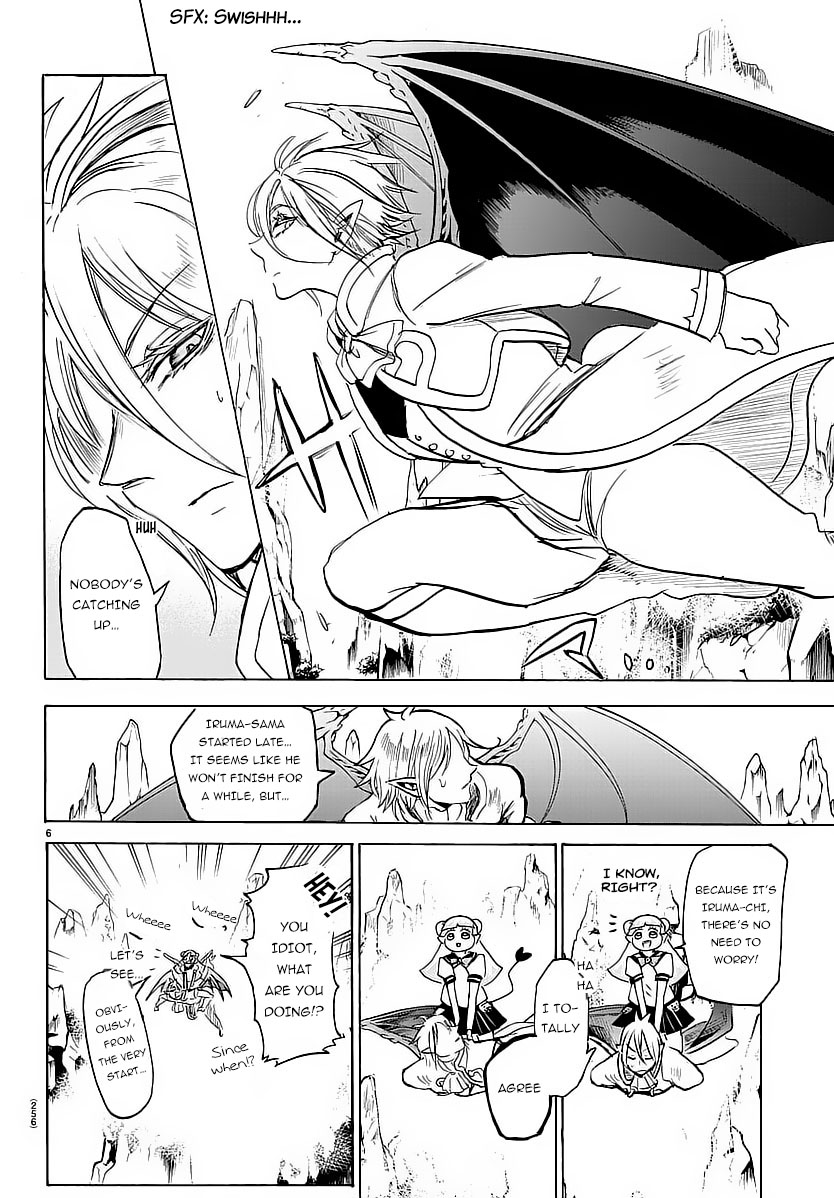 SFX: Swishhh...
HUH
NOBODY'S
CATCHING
UP...
IRUMA-SAMA
STARTED LATE...
IT SEEMS LIKE HE
WON'T FINISH FOR
A WHILE, BUT...
BECAUSE IT'S
IRUMA-CHI,
THERE'S NO
NEED TO
WORRY!
I KNOW,
RIGHT?
HA
HA
I TO-
TALLY
AGREE
HEY!
YOU
IDIOT,
WHAT
ARE YOU
DOING!?
Wheeee
Wheeee
LET'S
SEE...
OBVI-
OUSLY,
FROM
THE VERY
START...
Since
when!?
6
(256)